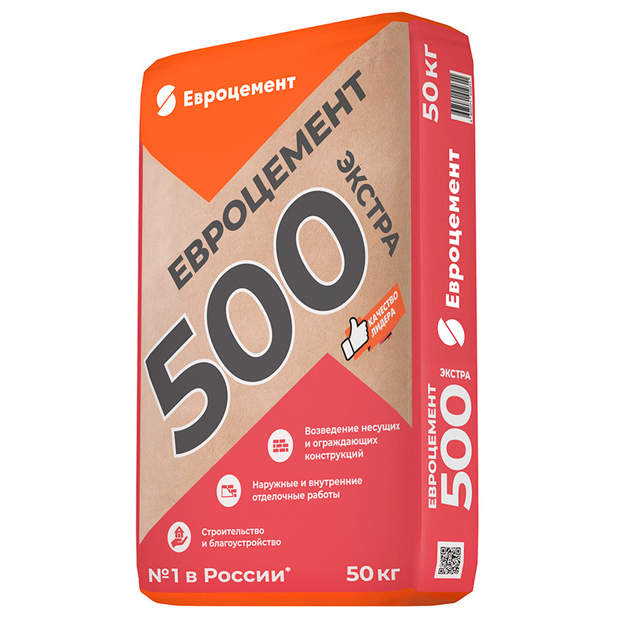 Евроцемент
ЕВРОЦЕМЕНТ
500
ЭКСТРА
КАЧЕСТВО
ЛИДЕРА
Возведение несущих
и ограждающих
конструкций
Наружные и внутренние
отделочные работы
Строительство
и благоустройство
№1 в России*
50 кг
50 кг
Евроцемент
ЕВРОЦЕМЕНТ
500
ЭКСТРА